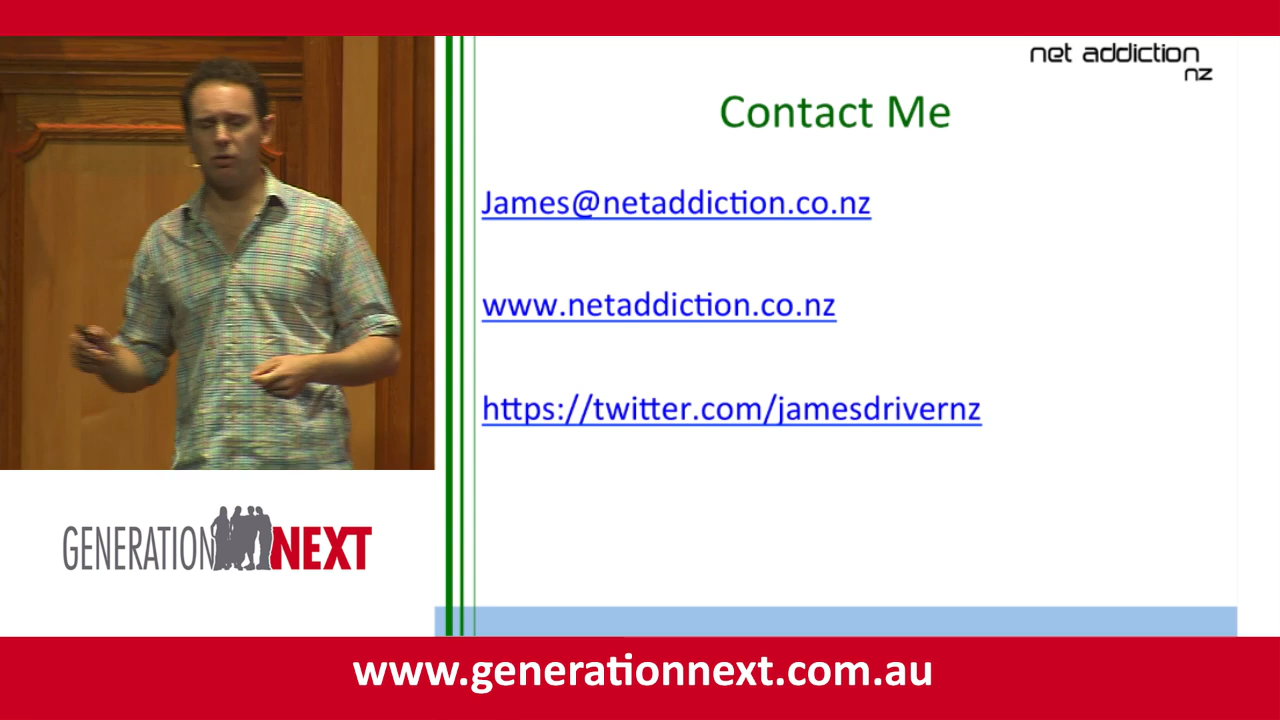 net addiction
nz
Contact Me
James@netaddiction.co.nz
www.netaddiction.co.nz
https://twitter.com/jamesdrivernz
GENERATION NEXT
www.generationnext.com.au